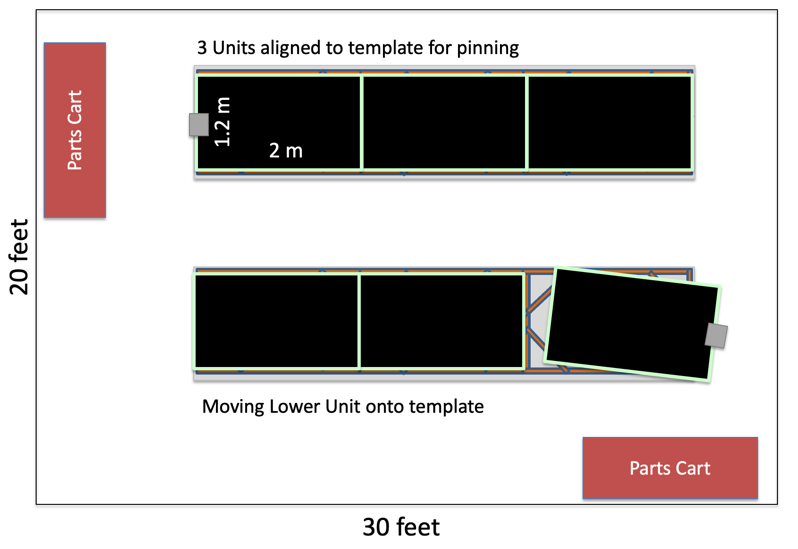 3 Units aligned to template for pinning
Parts Cart
1.2 m
2 m
20 feet
Moving Lower Unit onto template
Parts Cart
30 feet